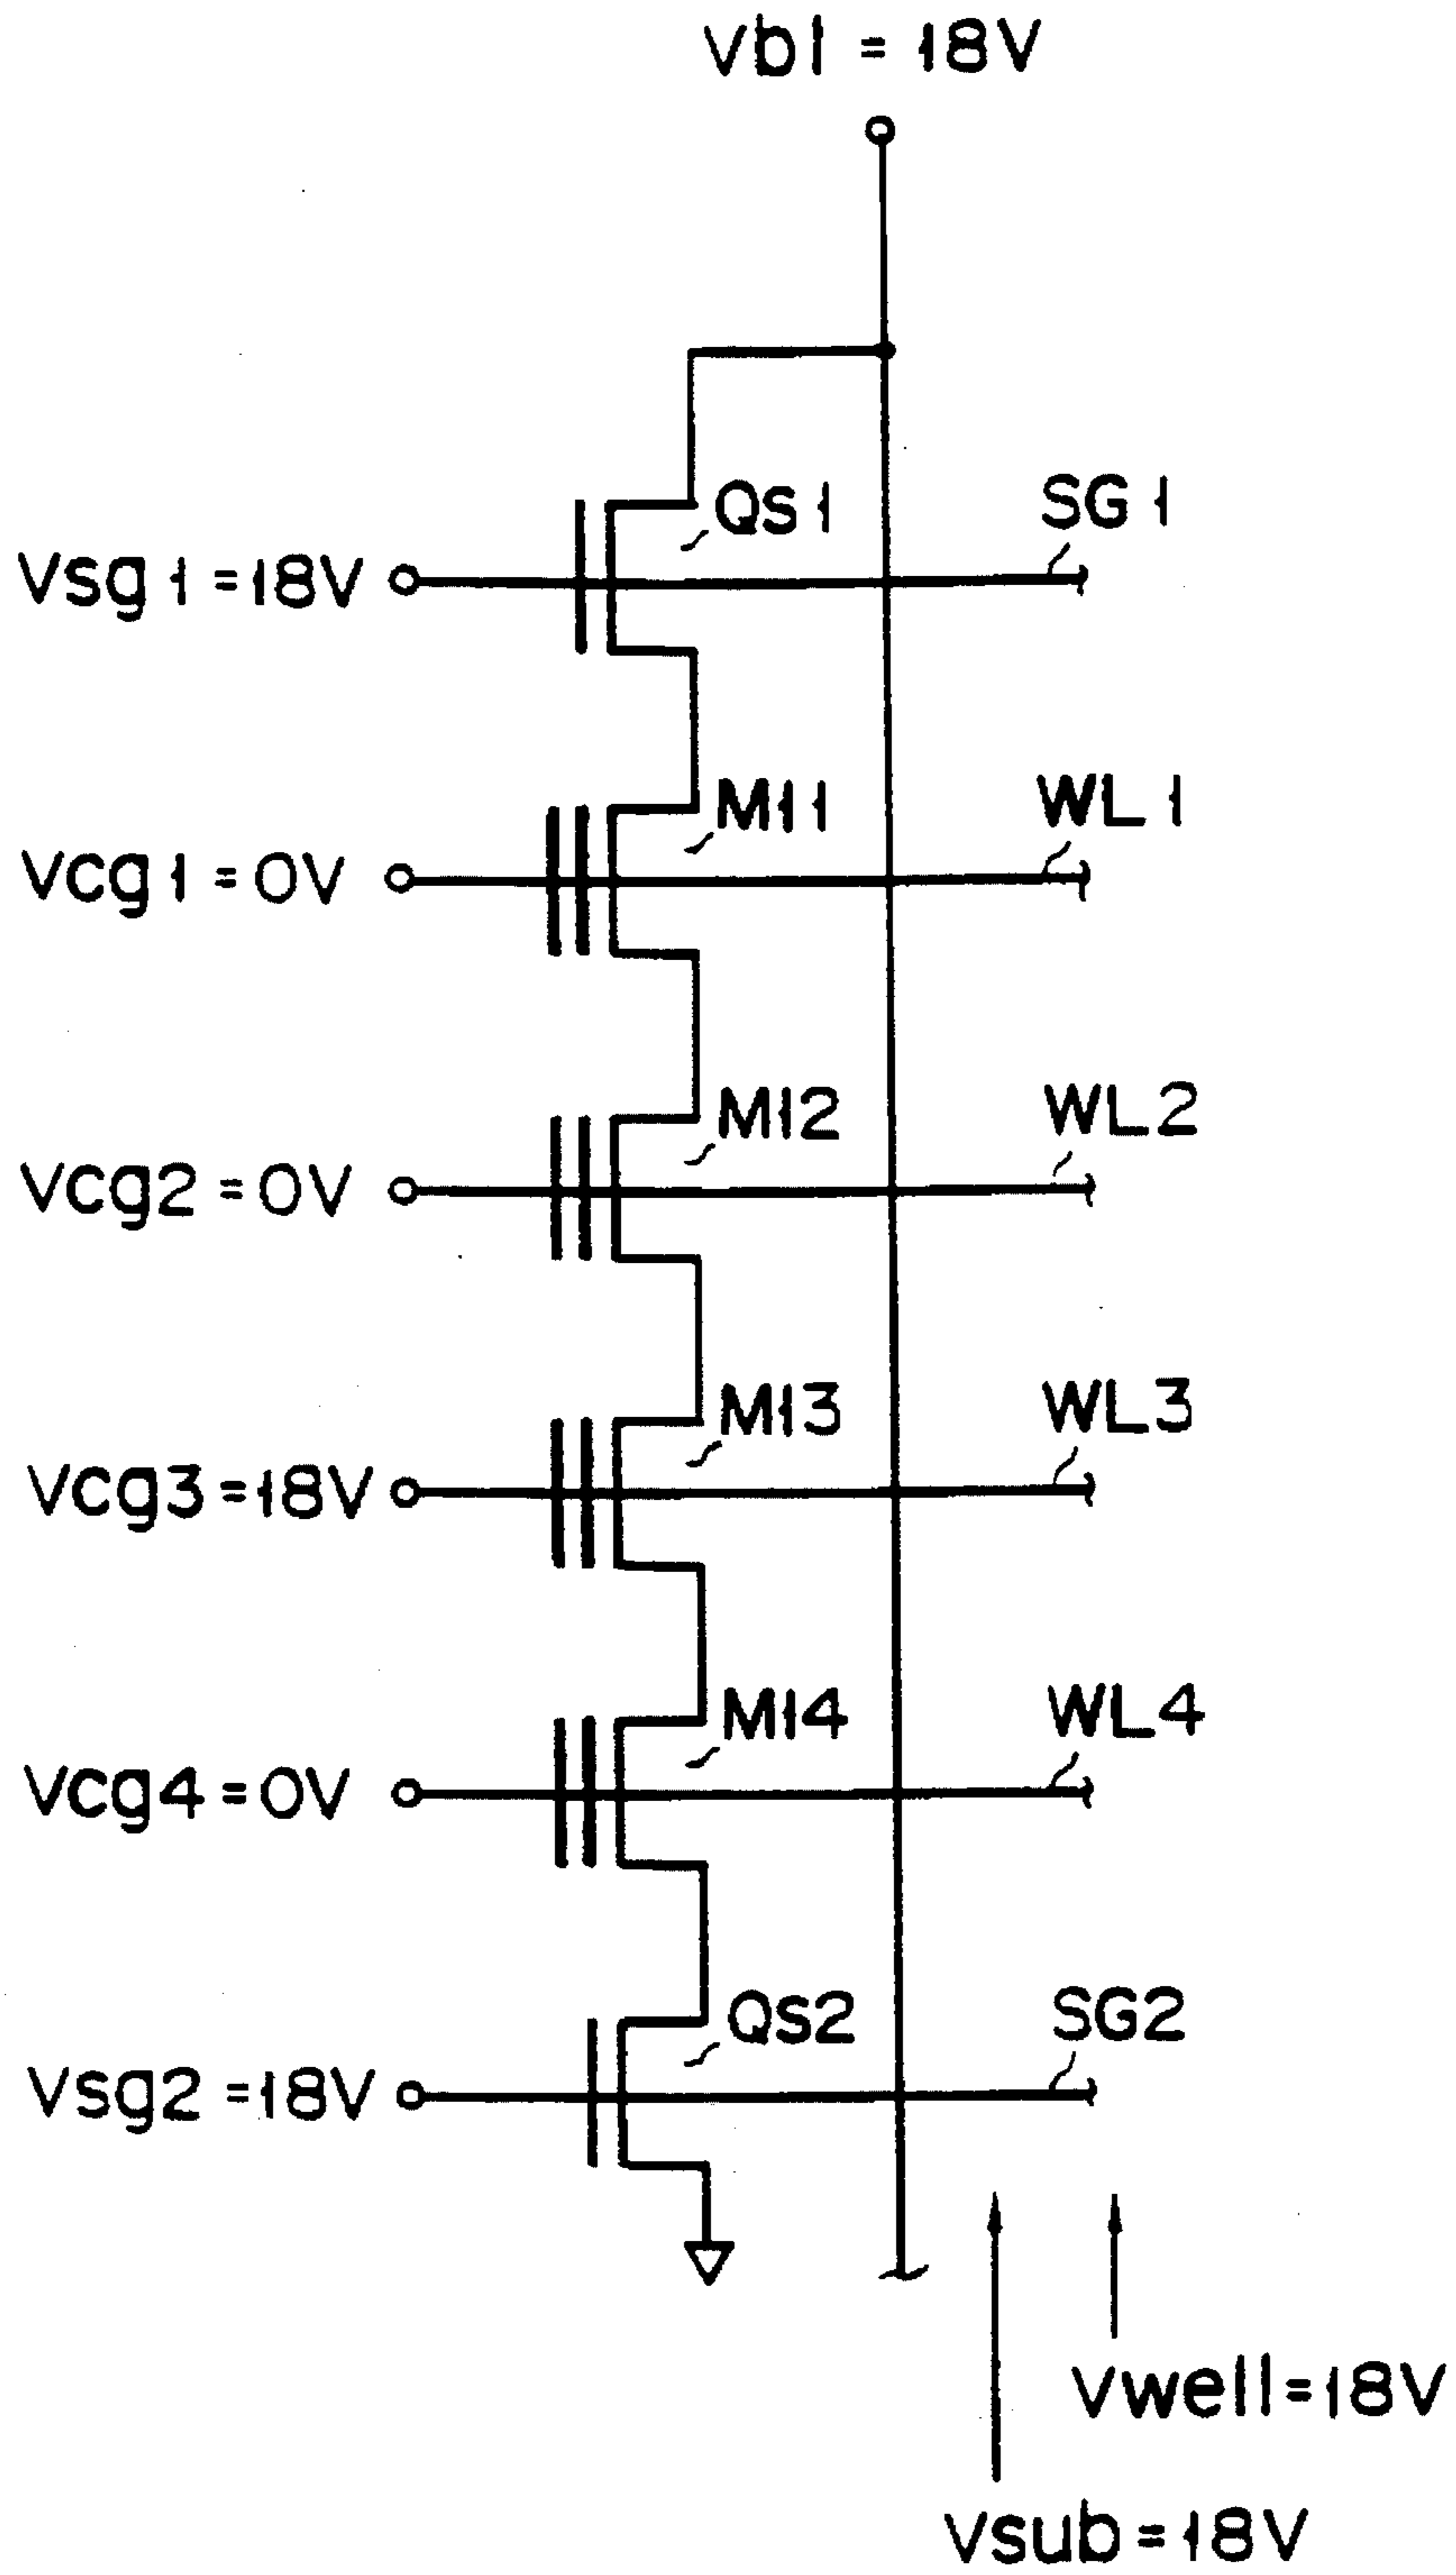 Vbl = 18V
QS1
SG1
Vsg1 = 18V
M11
WL1
Vcg1 = 0V
M12
WL2
Vcg2 = 0V
M13
WL3
Vcg3 = 18V
M14
WL4
Vcg4 = 0V
QS2
SG2
Vsg2 = 18V
Vwell = 18V
Vsub = 18V